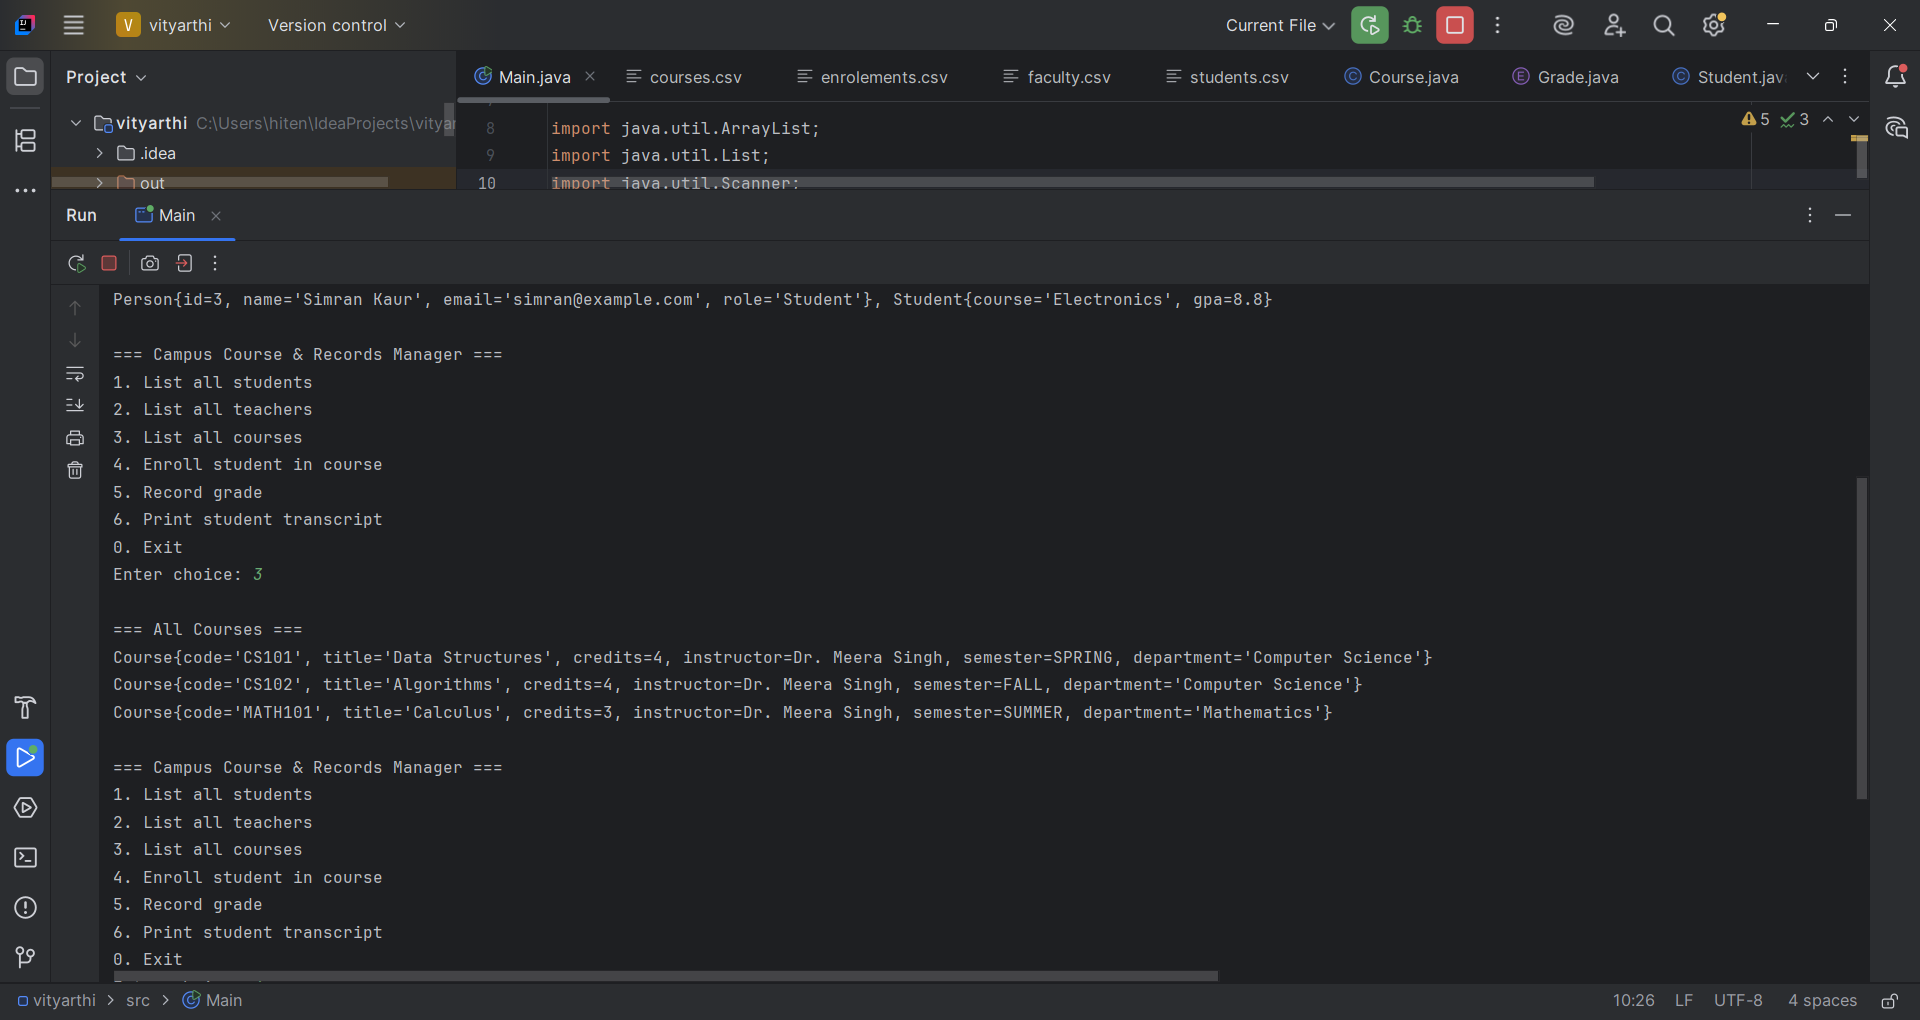 V vityarthi Version control Current File
Project Main.java courses.csv enrolements.csv faculty.csv students.csv Course.java Grade.java Student.jav
vityarthi C:\Users\hiten\IdeaProjects\vityar
.idea
out
8 import java.util.ArrayList;
9 import java.util.List;
10 import java.util.Scanner;
5 3
Run Main
Person{id=3, name='Simran Kaur', email='simran@example.com', role='Student'}, Student{course='Electronics', gpa=8.8}
=== Campus Course & Records Manager ===
1. List all students
2. List all teachers
3. List all courses
4. Enroll student in course
5. Record grade
6. Print student transcript
0. Exit
Enter choice: 3
=== All Courses ===
Course{code='CS101', title='Data Structures', credits=4, instructor=Dr. Meera Singh, semester=SPRING, department='Computer Science'}
Course{code='CS102', title='Algorithms', credits=4, instructor=Dr. Meera Singh, semester=FALL, department='Computer Science'}
Course{code='MATH101', title='Calculus', credits=3, instructor=Dr. Meera Singh, semester=SUMMER, department='Mathematics'}
=== Campus Course & Records Manager ===
1. List all students
2. List all teachers
3. List all courses
4. Enroll student in course
5. Record grade
6. Print student transcript
0. Exit
vityarthi > src > Main 10:26 LF UTF-8 4 spaces